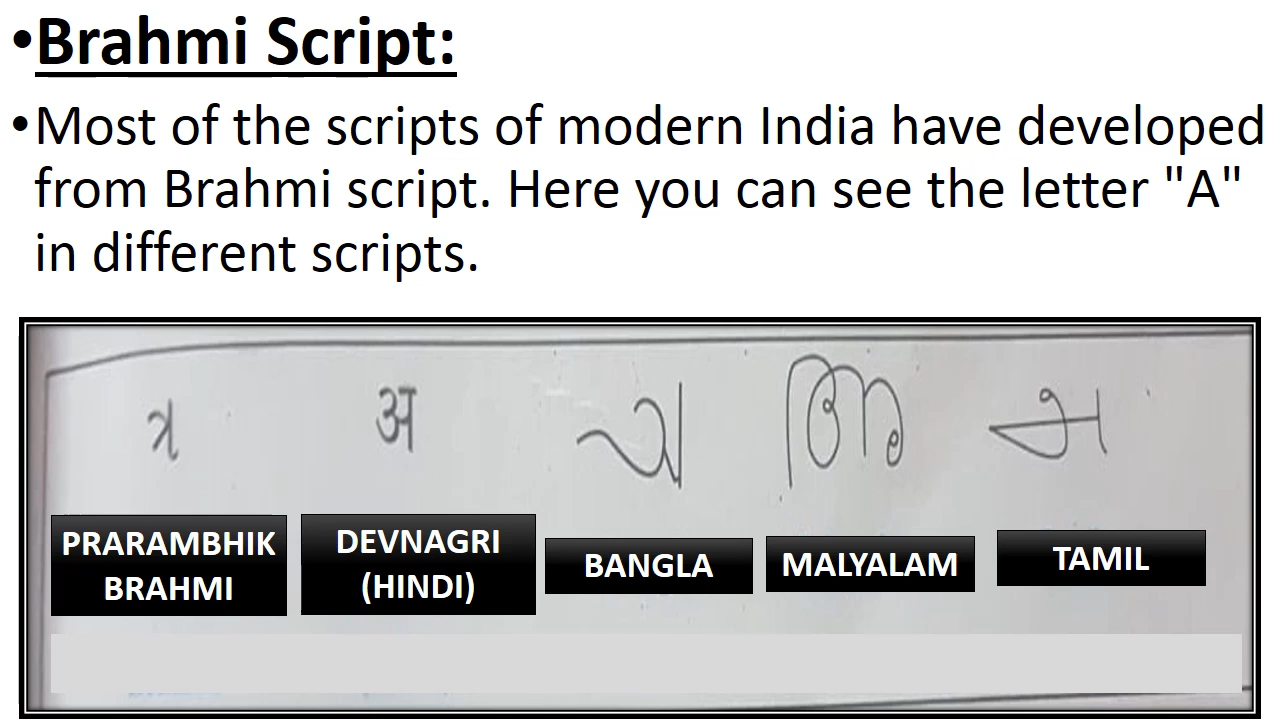 •Brahmi Script:
•Most of the scripts of modern India have developed
from Brahmi script. Here you can see the letter "A"
in different scripts.
अ অ അ அ
PRARAMBHIK
BRAHMI
DEVNAGRI
(HINDI)
BANGLA
MALYALAM
TAMIL